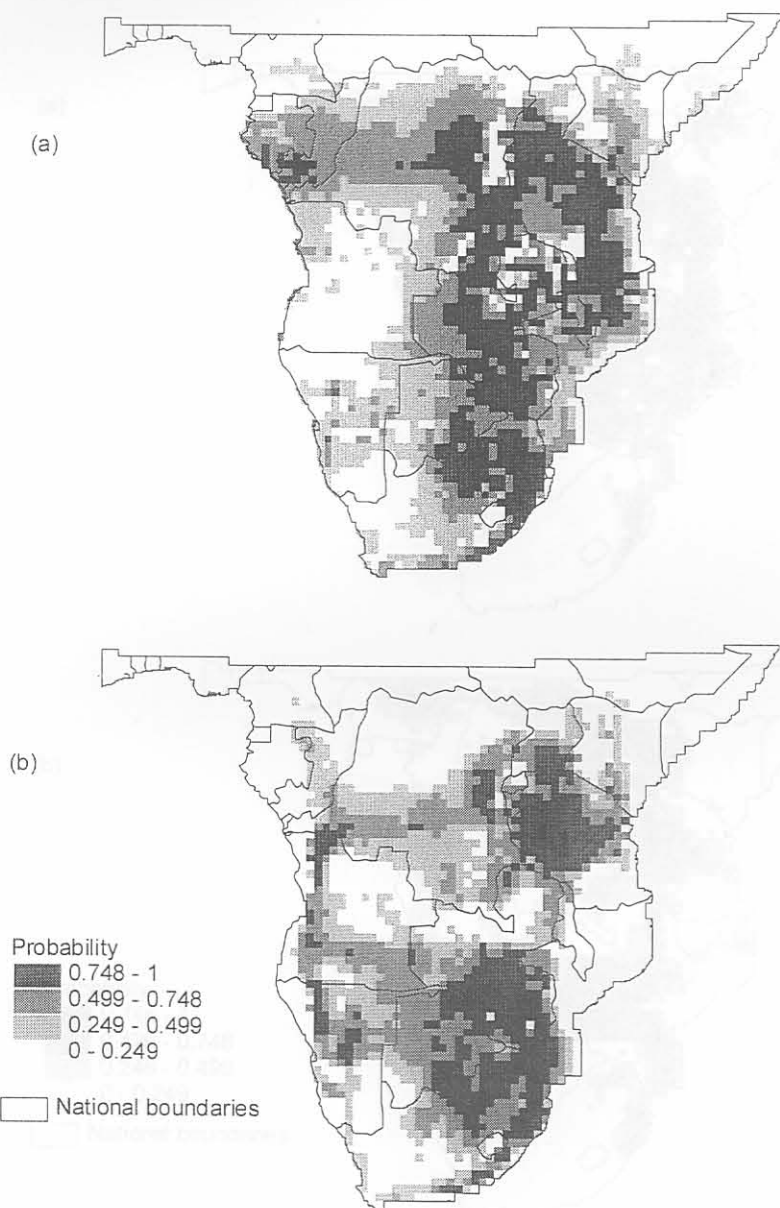 (a)
(b)
Probability
0.748 - 1
0.499 - 0.748
0.249 - 0.499
0 - 0.249
National boundaries